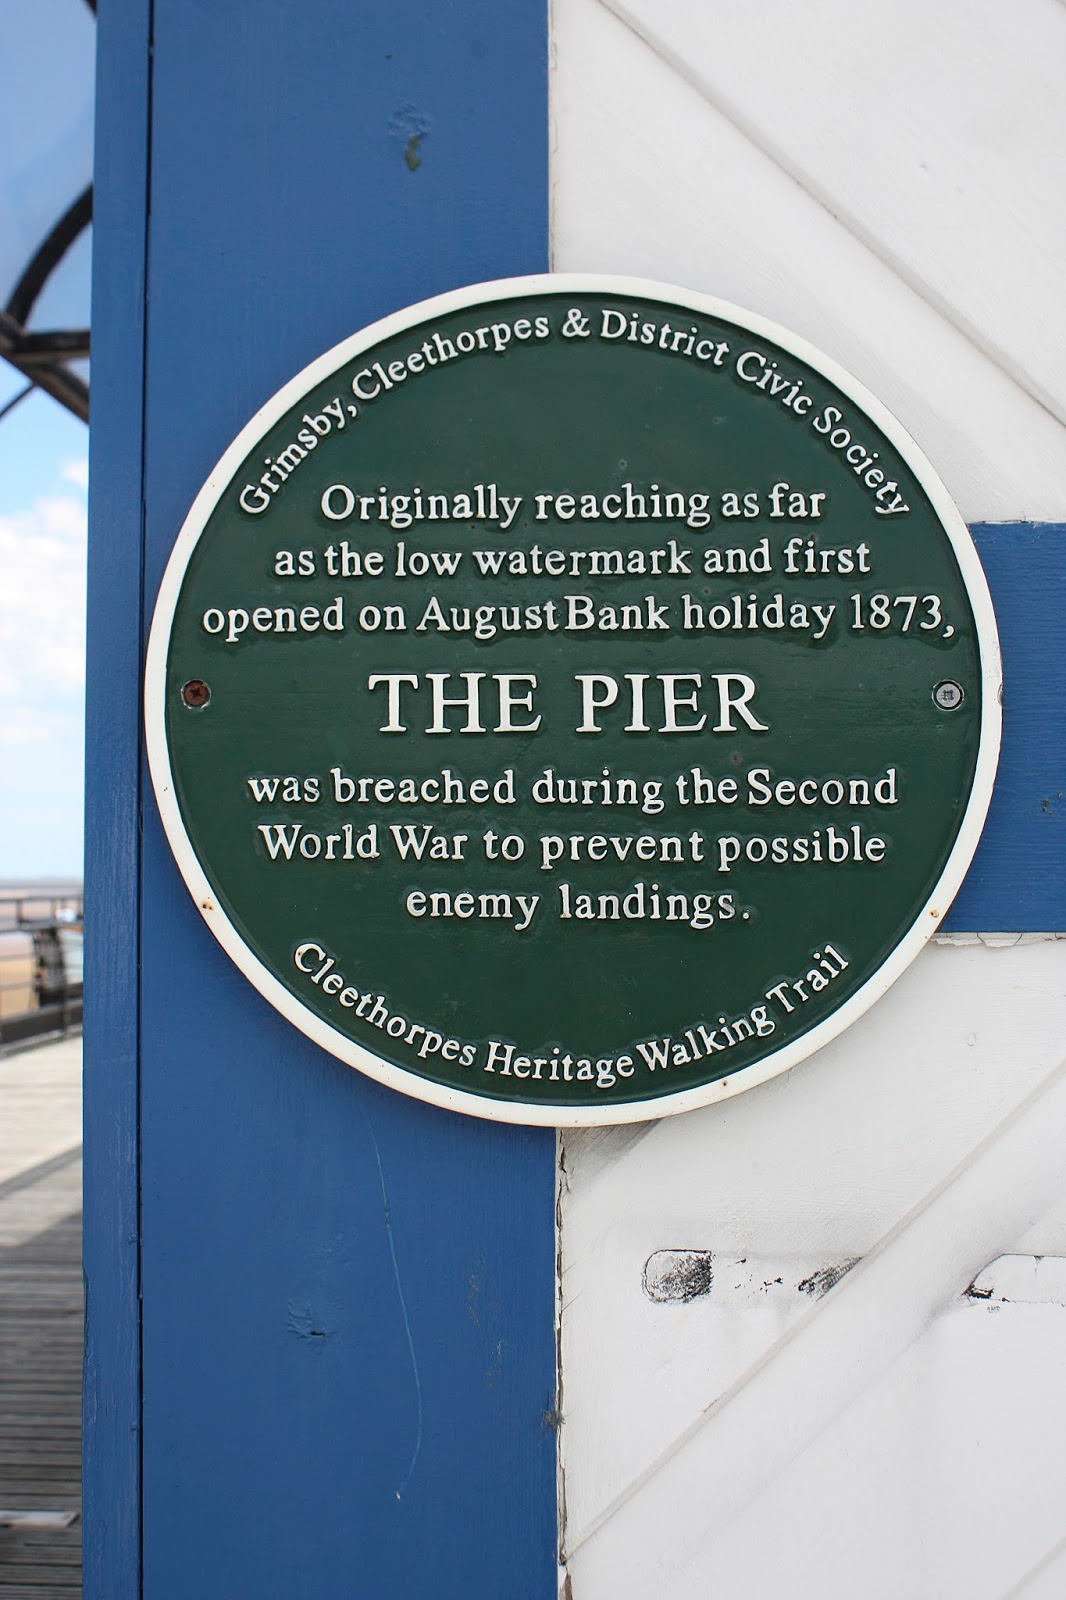 Grimsby, Cleethorpes & District Civic Society
Originally reaching as far
as the low watermark and first
opened on August Bank holiday 1873,
THE PIER
was breached during the Second
World War to prevent possible
enemy landings.
Cleethorpes Heritage Walking Trail